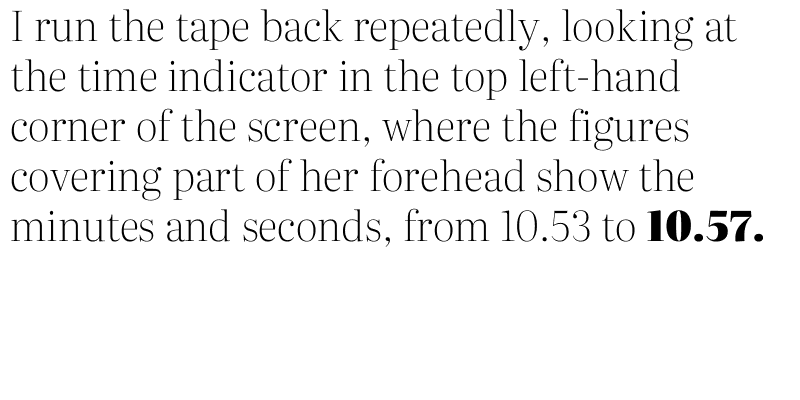 I run the tape back repeatedly, looking at
the time indicator in the top left-hand
corner of the screen, where the figures
covering part of her forehead show the
minutes and seconds, from 10.53 to 10.57.